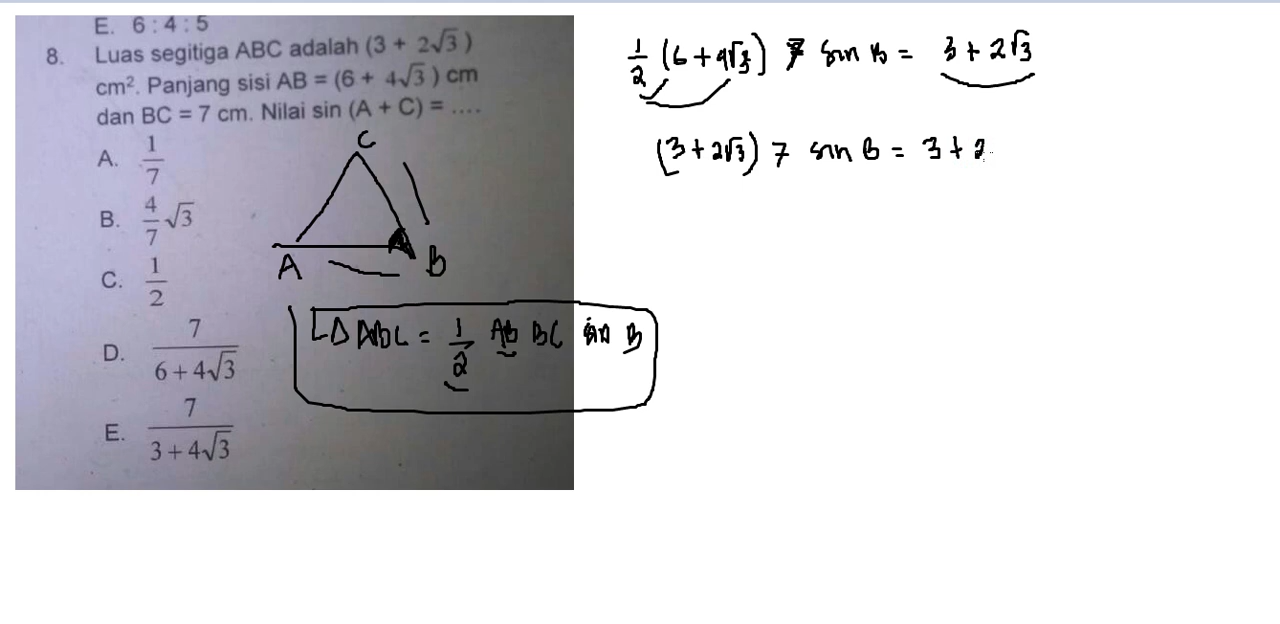 E. 6 : 4 : 5
8. Luas segitiga ABC adalah (3 + 2√3)
cm². Panjang sisi AB = (6 + 4√3) cm
dan BC = 7 cm. Nilai sin (A + C) = ....
A. 1/7
B. 4/7 √3
C. 1/2
D. 7/(6 + 4√3)
E. 7/(3 + 4√3)
C
A
B
L△ ABC = 1/2 AB BC sin B
1/2 (6 + 4√3) 7 sin B = 3 + 2√3
(3 + 2√3) 7 sin B = 3 + 2